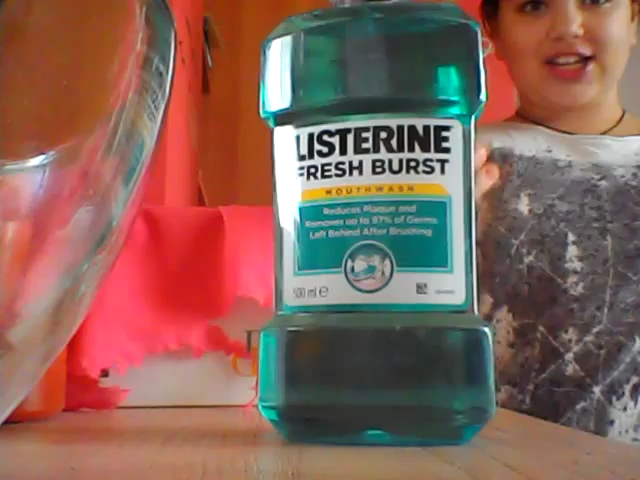 LISTERINE
FRESH BURST
MOUTHWASH
Reduces Plaque and
Removes up to 97% of Germs
Left Behind After Brushing
500 ml e